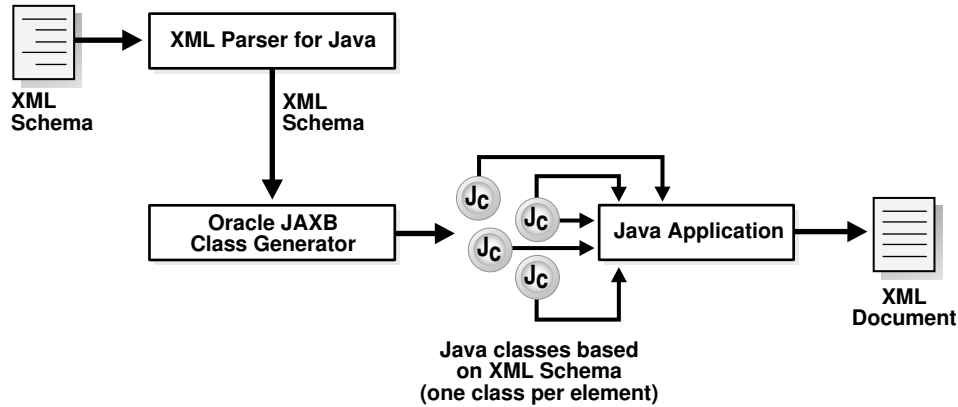 XML Parser for Java
XML
Schema
XML
Schema
Oracle JAXB
Class Generator
Jc
Jc
Jc
Jc
Java Application
XML
Document
Java classes based
on XML Schema
(one class per element)